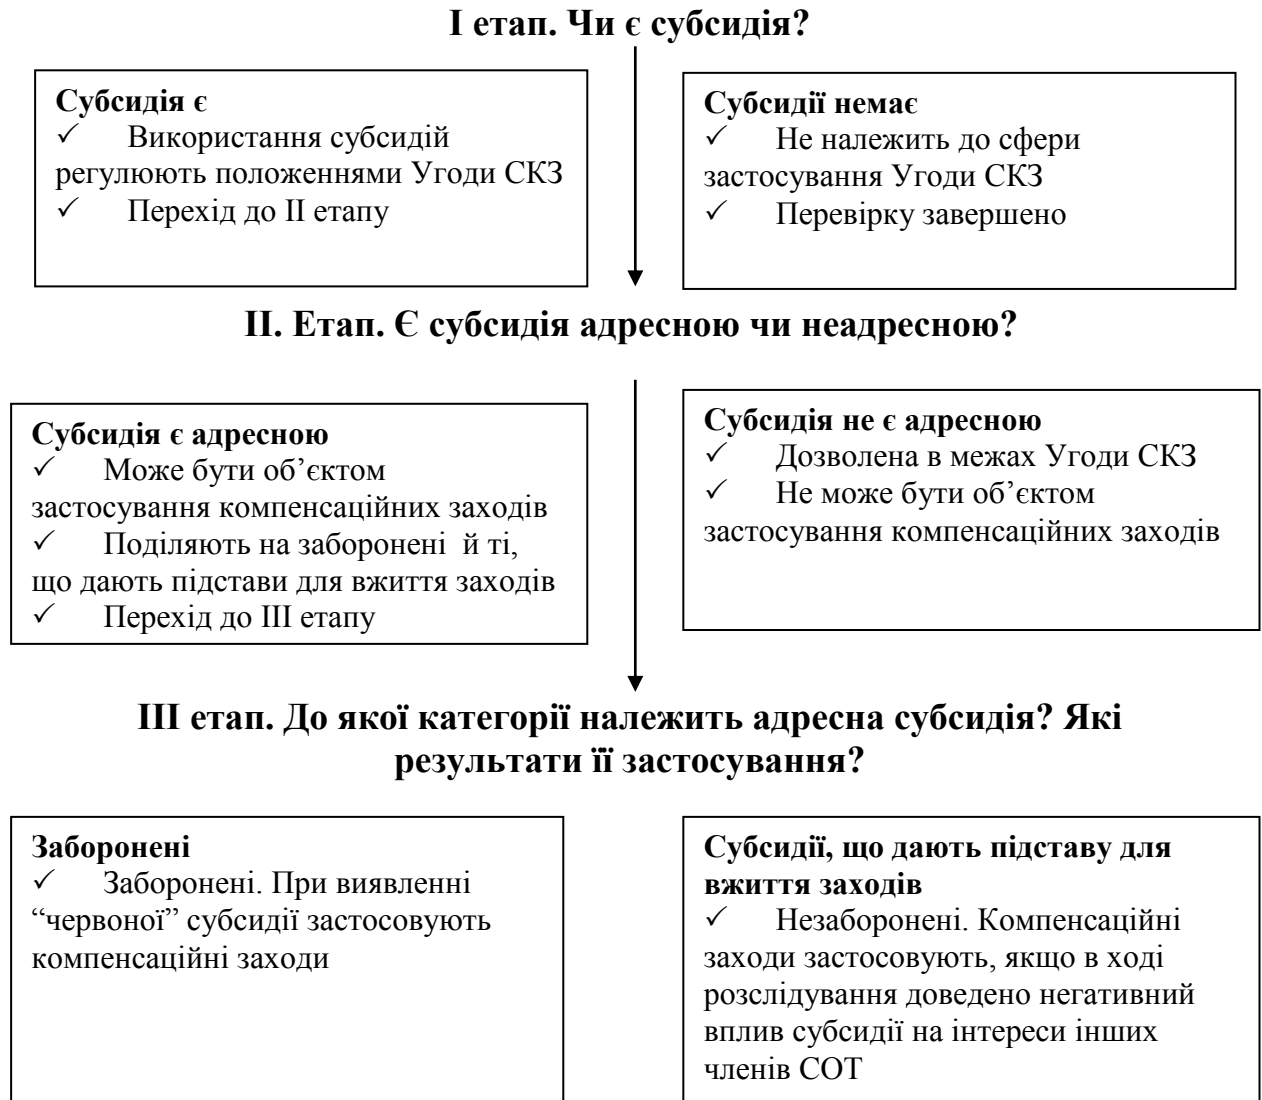 І етап. Чи є субсидія?
Субсидія є
✓ Використання субсидій
регулюють положеннями Угоди СКЗ
✓ Перехід до ІІ етапу
Субсидії немає
✓ Не належить до сфери
застосування Угоди СКЗ
✓ Перевірку завершено
ІІ. Етап. Є субсидія адресною чи неадресною?
Субсидія є адресною
✓ Може бути об’єктом
застосування компенсаційних заходів
✓ Поділяють на заборонені й ті,
що дають підстави для вжиття заходів
✓ Перехід до ІІІ етапу
Субсидія не є адресною
✓ Дозволена в межах Угоди СКЗ
✓ Не може бути об’єктом
застосування компенсаційних заходів
ІІІ етап. До якої категорії належить адресна субсидія? Які
результати її застосування?
Заборонені
✓ Заборонені. При виявленні
“червоної” субсидії застосовують
компенсаційні заходи
Субсидії, що дають підставу для
вжиття заходів
✓ Незаборонені. Компенсаційні
заходи застосовують, якщо в ході
розслідування доведено негативний
вплив субсидії на інтереси інших
членів СОТ